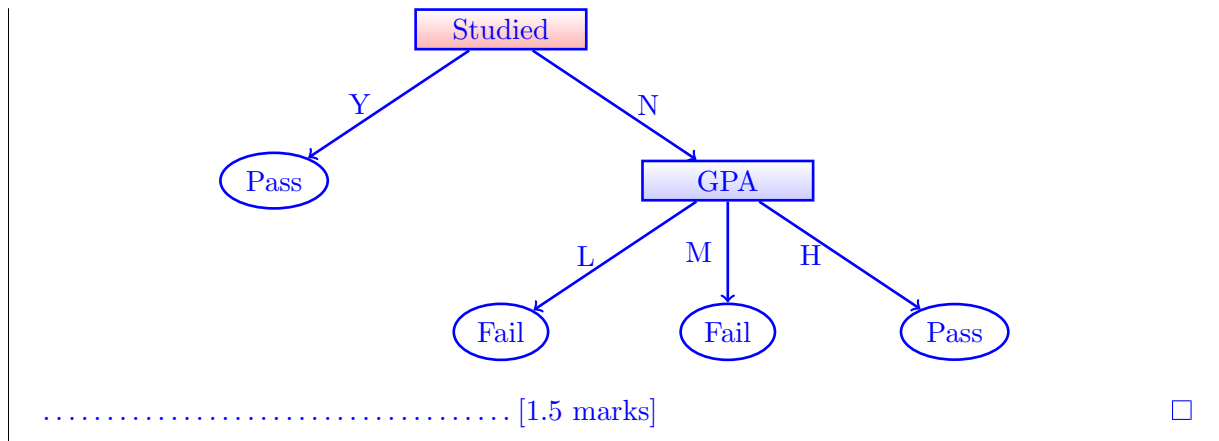 Studied
Y N
Pass
GPA
L M H
Fail Fail Pass
..................................... [1.5 marks] □